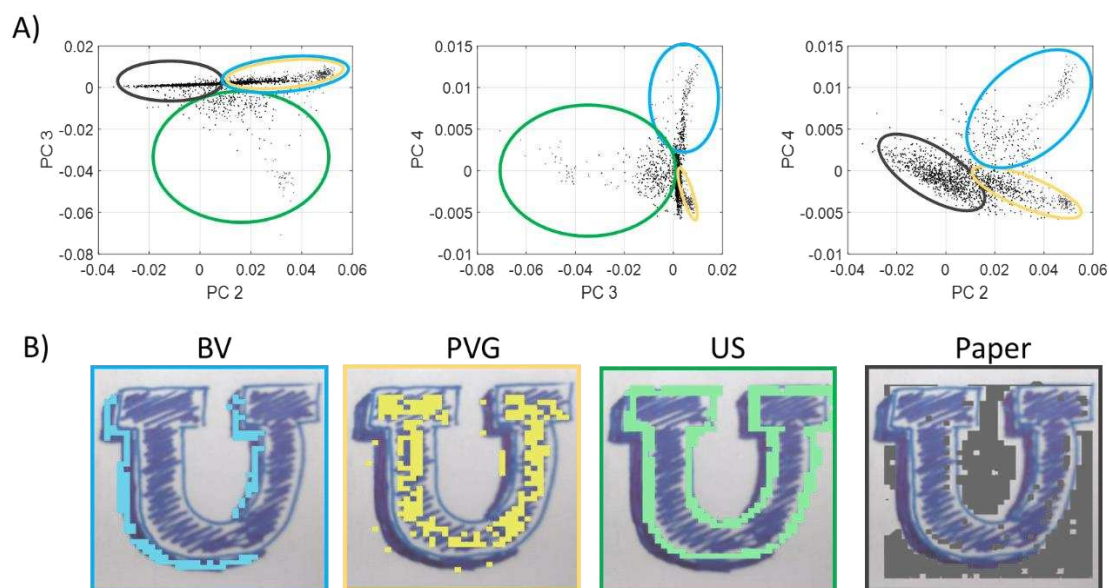 A)
0.02
0
-0.02
-0.04
-0.06
-0.08
PC 3
-0.04 -0.02 0 0.02 0.04 0.06
PC 2
0.015
0.01
0.005
0
-0.005
-0.01
PC 4
-0.08 -0.06 -0.04 -0.02 0 0.02
PC 3
0.015
0.01
0.005
0
-0.005
-0.01
PC 4
-0.04 -0.02 0 0.02 0.04 0.06
PC 2
B)
BV PVG US Paper
U U U U